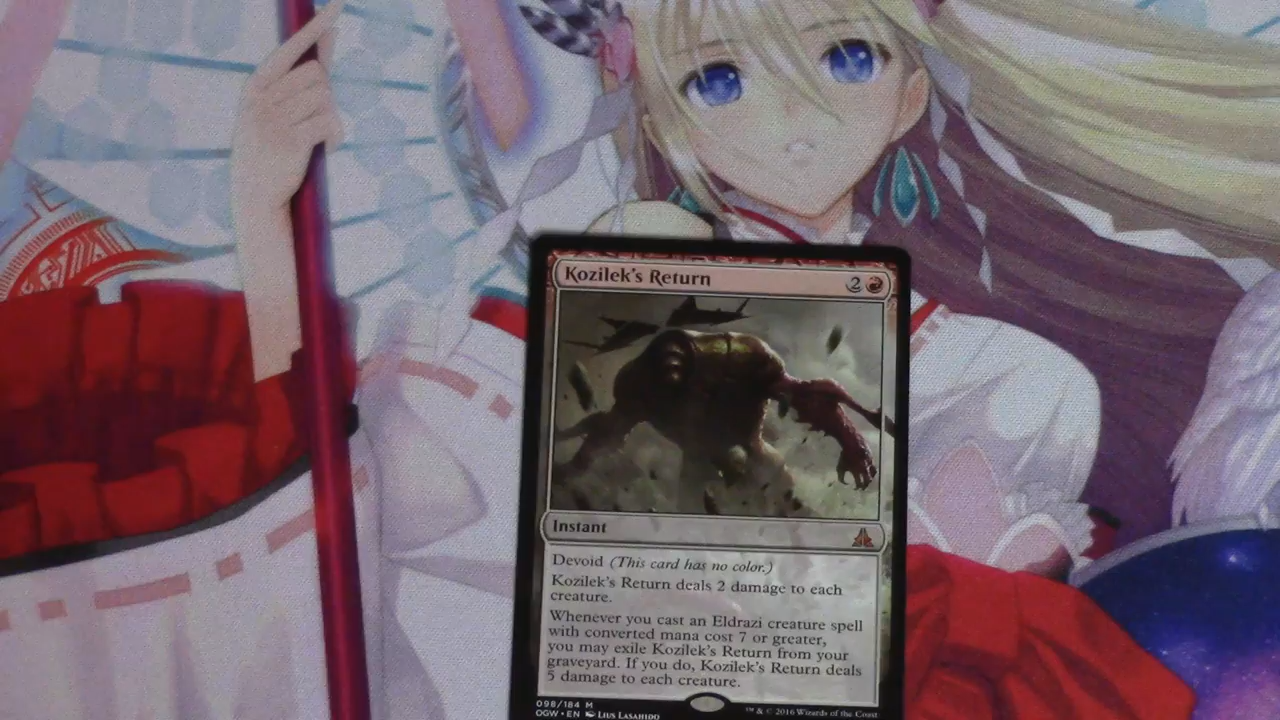 Kozilek's Return 2
Instant
Devoid (This card has no color.)
Kozilek's Return deals 2 damage to each
creature.
Whenever you cast an Eldrazi creature spell
with converted mana cost 7 or greater,
you may exile Kozilek's Return from your
graveyard. If you do, Kozilek's Return deals
5 damage to each creature.
098/184 M
OGW • EN Lius Lasahido ™ & © 2016 Wizards of the Coast